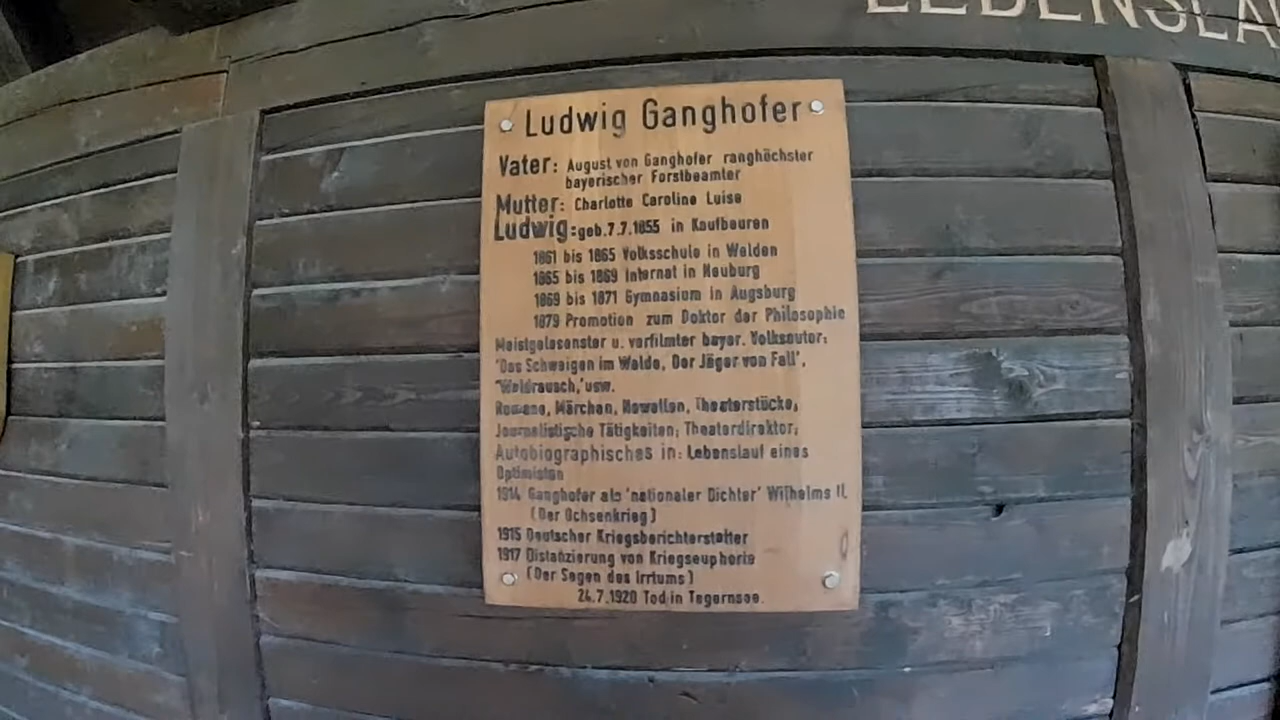 LEBENSLA
Ludwig Ganghofer
Vater: August von Ganghofer ranghöchster
bayerischer Forstbeamter
Mutter: Charlotte Caroline Luise
Ludwig: geb. 7.7.1855 in Kaufbeuren
1861 bis 1865 Volksschule in Welden
1865 bis 1869 Internat in Neuburg
1869 bis 1871 Gymnasium in Augsburg
1879 Promotion zum Doktor der Philosophie
Meistgelesenster u. verfilmter bayer. Volksautor:
'Das Schweigen im Walde, Der Jäger von Fall',
'Waldrausch,' usw.
Romane, Märchen, Novellen, Theaterstücke,
Journalistische Tätigkeiten; Theaterdirektor;
Autobiographisches in: Lebenslauf eines
Optimisten
1914 Ganghofer als 'nationaler Dichter' Wilhelms II.
(Der Ochsenkrieg)
1915 Deutscher Kriegsberichterstatter
1917 Distanzierung von Kriegseuphorie
(Der Segen des Irrtums)
24.7.1920 Tod in Tegernsee.